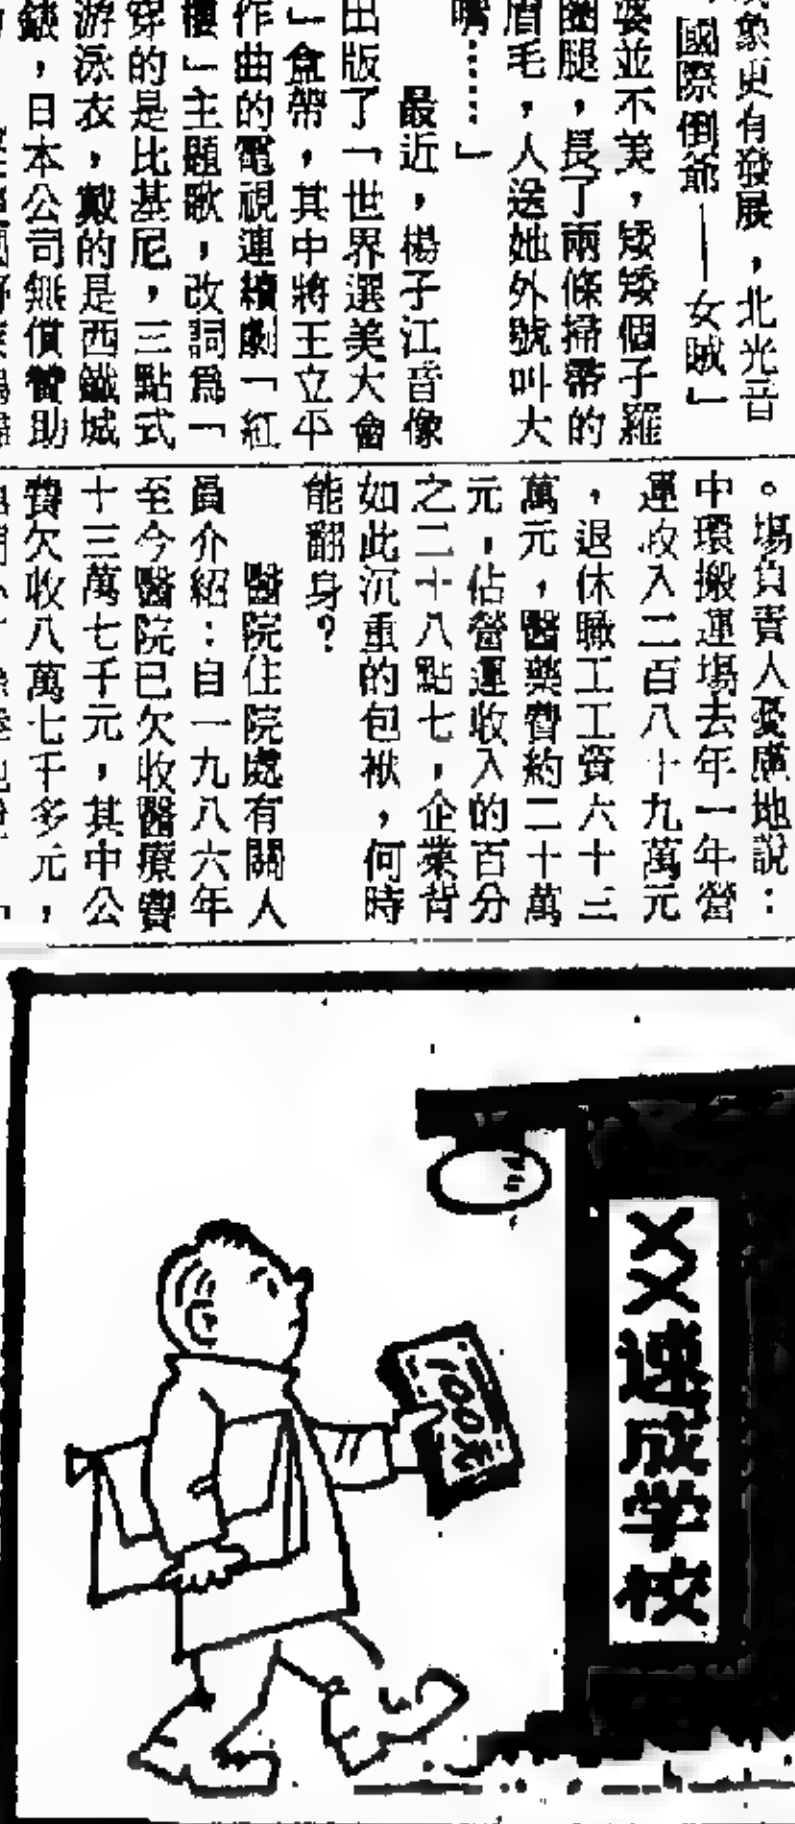 象更有發展，北光音
國際倒爺——女賊」
婆並不美，矮矮個子羅
圈腿，長了兩條掃帚的
眉毛，人送她外號叫大
嘴……」
最近，楊子江音像
出版了「世界選美大會
」盒帶，其中將王立平
作曲的電視連續劇「紅
樓」主題歌，改詞爲「
穿的是比基尼，三點式
游泳衣，戴的是西鐵城
錶，日本公司無償贊助
。場負責人憂慮地說：
中環搬運場去年一年營
運收入二百八十九萬元
，退休職工工資六十三
萬元，醫藥費約二十萬
元，佔營運收入的百分
之二十八點七，企業背
如此沉重的包袱，何時
能翻身？
醫院住院處有關人
員介紹：自一九八六年
至今醫院已欠收醫療費
十三萬七千元，其中公
費欠收八萬七千多元，
100元
XX速成学校